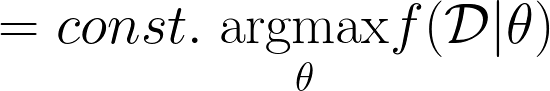 = const. argmax f(𝒟|θ)
θ